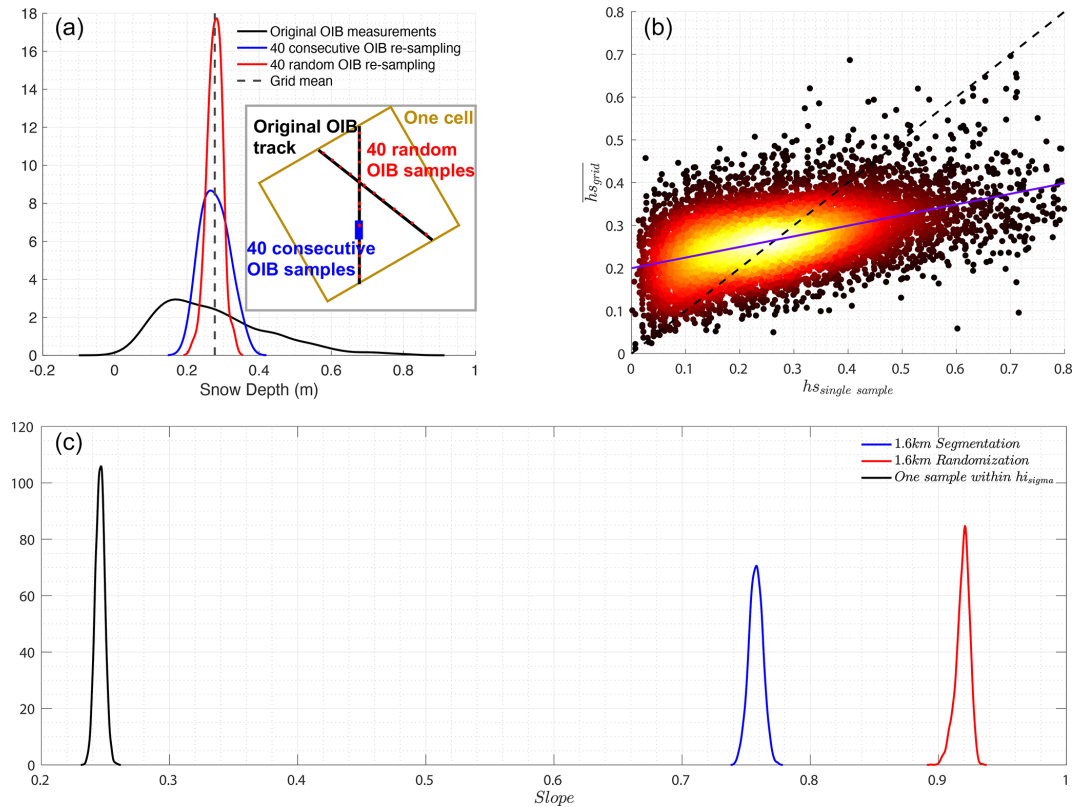 (a)
18
16
14
12
10
8
6
4
2
0
-0.2
0
0.2
0.4
0.6
0.8
1
Snow Depth (m)
Original OIB measurements
40 consecutive OIB re-sampling
40 random OIB re-sampling
Grid mean
Original OIB
track
One cell
40 random
OIB samples
40 consecutive
OIB samples
(b)
0.8
0.7
0.6
0.5
0.4
0.3
0.2
0.1
0
0
0.1
0.2
0.3
0.4
0.5
0.6
0.7
0.8
hs_grid
hs_single sample
(c)
120
100
80
60
40
20
0
0.2
0.3
0.4
0.5
0.6
0.7
0.8
0.9
1
Slope
1.6km Segmentation
1.6km Randomization
One sample within hi_sigma